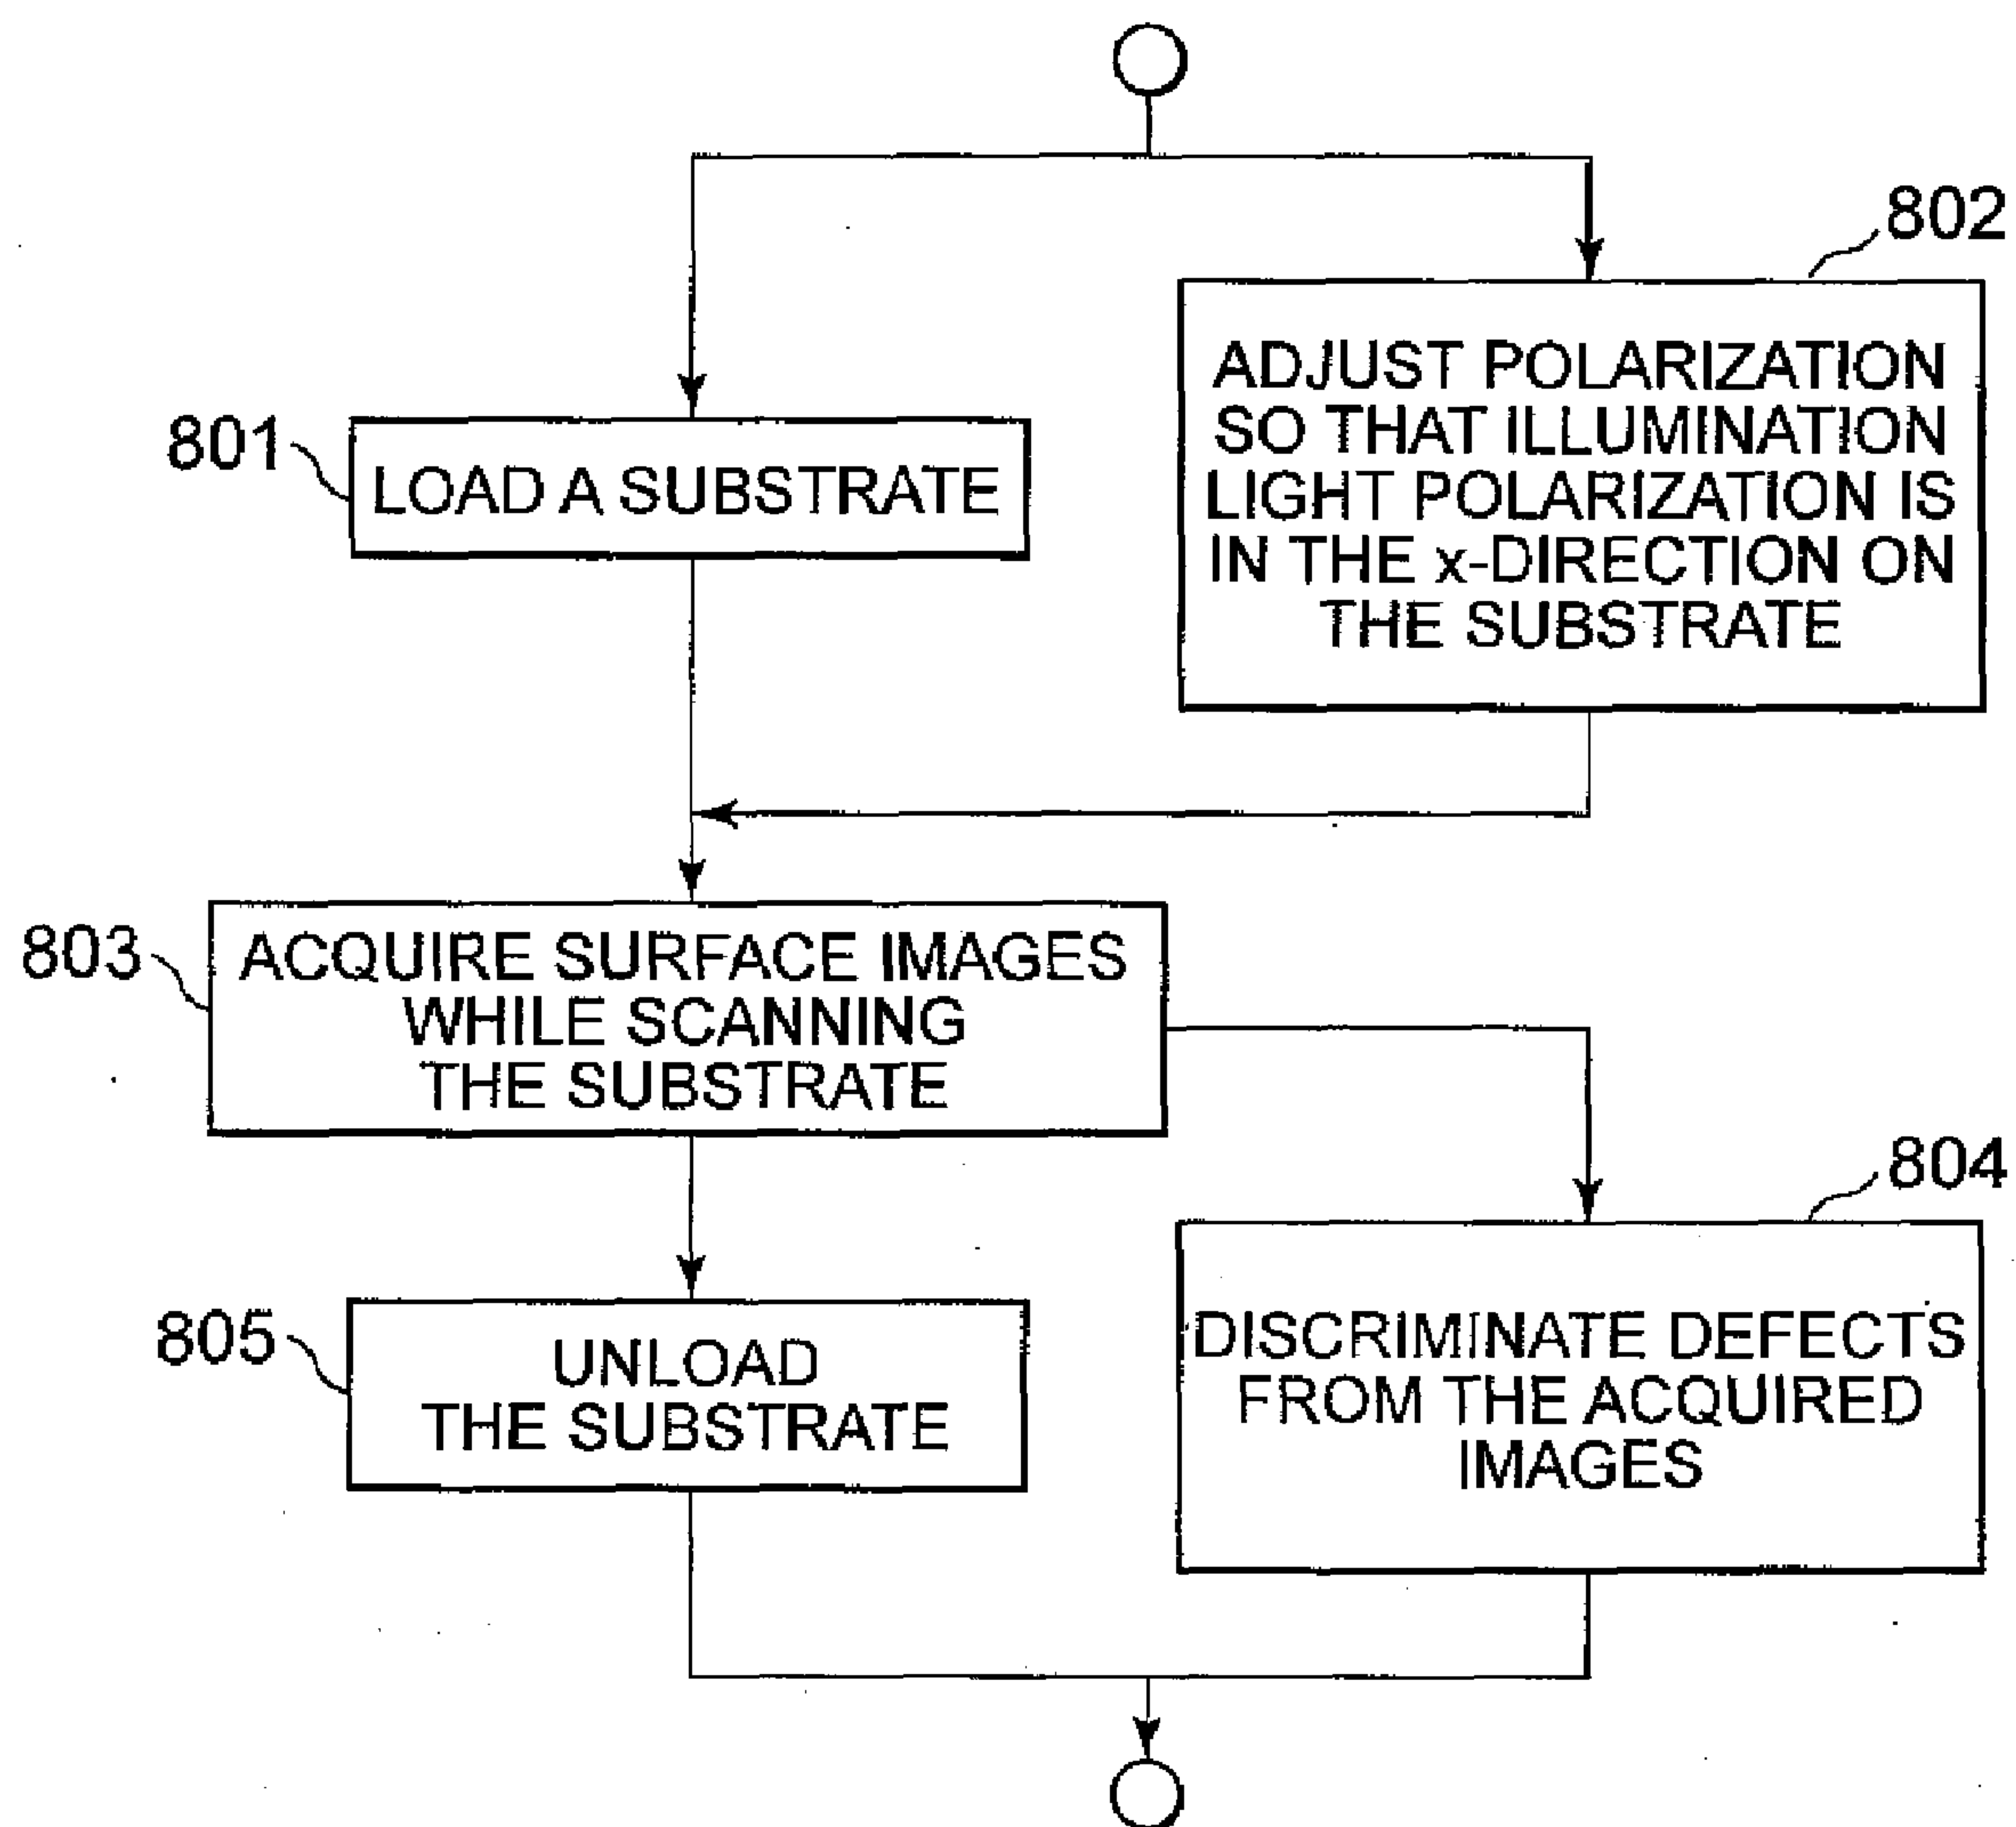 802
ADJUST POLARIZATION
SO THAT ILLUMINATION
LIGHT POLARIZATION IS
IN THE x-DIRECTION ON
THE SUBSTRATE
801
LOAD A SUBSTRATE
803
ACQUIRE SURFACE IMAGES
WHILE SCANNING
THE SUBSTRATE
804
DISCRIMINATE DEFECTS
FROM THE ACQUIRED
IMAGES
805
UNLOAD
THE SUBSTRATE